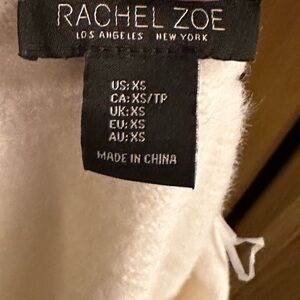 RACHEL ZOE
LOS ANGELES NEW YORK
US: XS
CA: XS/TP
UK: XS
EU: XS
AU: XS
MADE IN CHINA